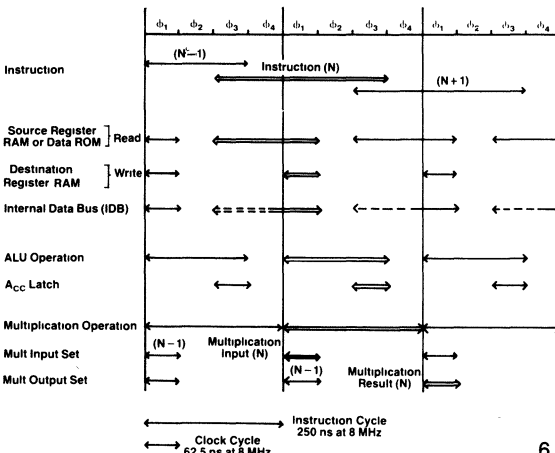 ϕ1 ϕ2 ϕ3 ϕ4 ϕ1 ϕ2 ϕ3 ϕ4 ϕ1 ϕ2 ϕ3 ϕ4
(N−1)
Instruction Instruction (N)
(N+1)
Source Register
RAM or Data ROM ] Read
Destination
Register RAM ] Write
Internal Data Bus (IDB)
ALU Operation
ACC Latch
Multiplication Operation
(N−1) Multiplication
Mult Input Set Input (N)
(N−1) Multiplication
Mult Output Set Result (N)
Instruction Cycle
250 ns at 8 MHz
Clock Cycle
62.5 ns at 8 MHz
6